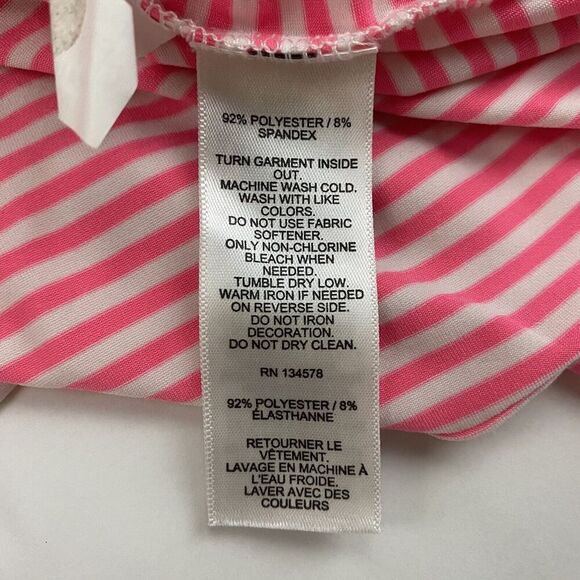 92% POLYESTER / 8%
SPANDEX
TURN GARMENT INSIDE
OUT.
MACHINE WASH COLD.
WASH WITH LIKE
COLORS.
DO NOT USE FABRIC
SOFTENER.
ONLY NON-CHLORINE
BLEACH WHEN
NEEDED.
TUMBLE DRY LOW.
WARM IRON IF NEEDED
ON REVERSE SIDE.
DO NOT IRON
DECORATION.
DO NOT DRY CLEAN.
RN 134578
92% POLYESTER / 8%
ÉLASTHANNE
RETOURNER LE
VÊTEMENT.
LAVAGE EN MACHINE À
L'EAU FROIDE.
LAVER AVEC DES
COULEURS